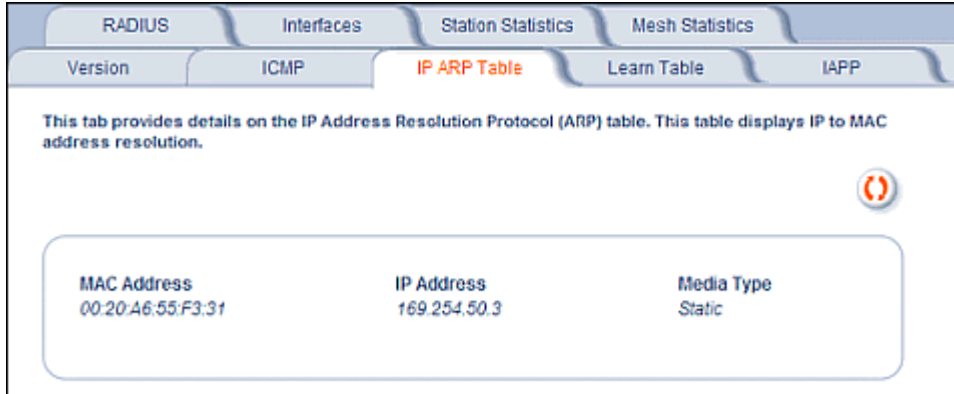 RADIUS Interfaces Station Statistics Mesh Statistics
Version ICMP IP ARP Table Learn Table IAPP
This tab provides details on the IP Address Resolution Protocol (ARP) table. This table displays IP to MAC
address resolution.
MAC Address IP Address Media Type
00:20:A6:55:F3:31 169.254.50.3 Static